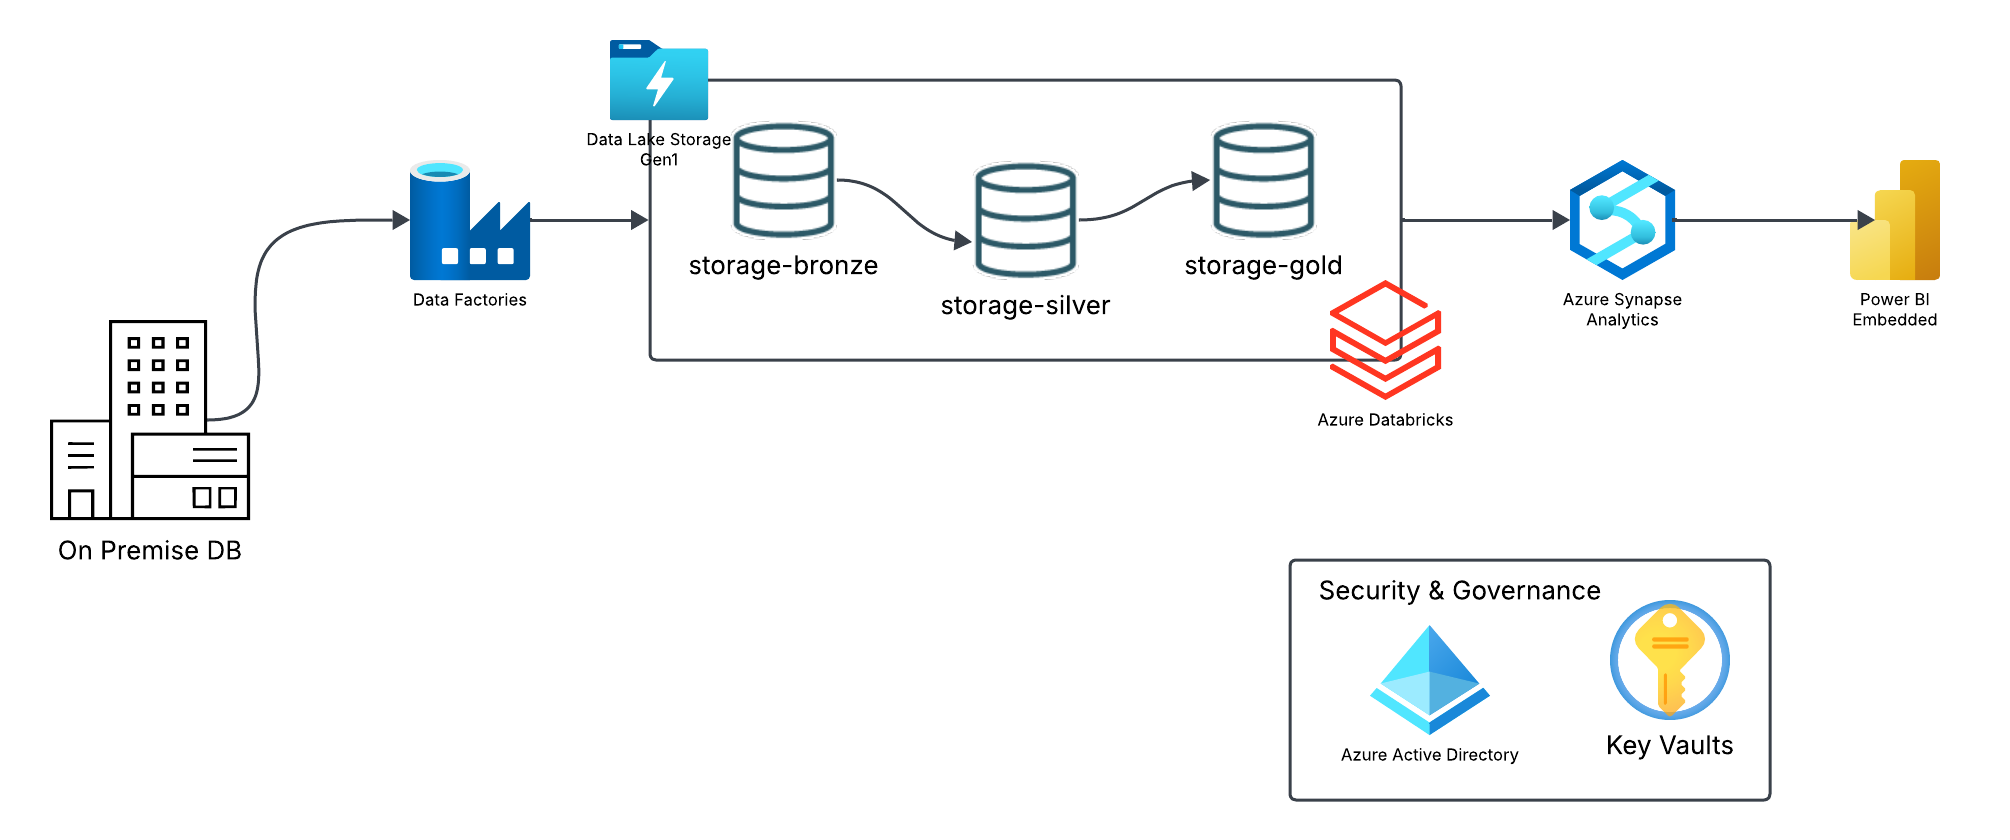 Data Lake Storage
Gen1
storage-bronze
storage-silver
storage-gold
Data Factories
Azure Synapse
Analytics
Power BI
Embedded
Azure Databricks
On Premise DB
Security & Governance
Azure Active Directory
Key Vaults